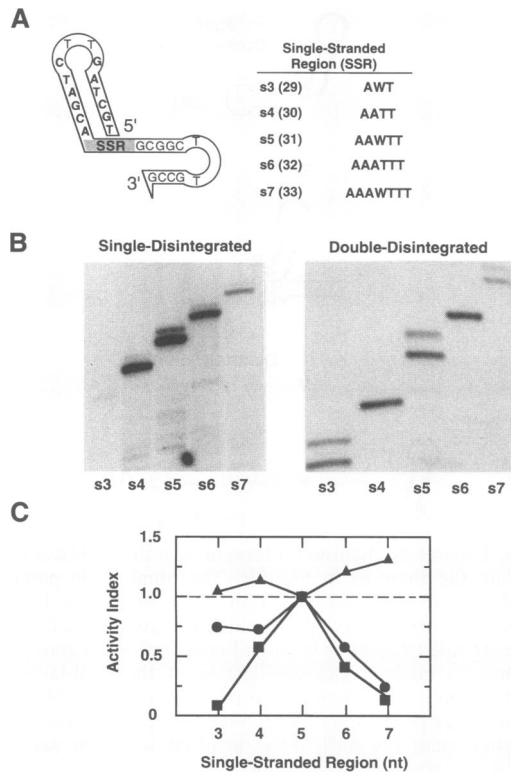 A
T T
C G
T A
A T
G C
C G
A T
5'
SSR GCGGC T
3' GCCG T
Single-Stranded
Region (SSR)
s3 (29) AWT
s4 (30) AATT
s5 (31) AAWTT
s6 (32) AAATTT
s7 (33) AAAWTTT
B
Single-Disintegrated Double-Disintegrated
s3 s4 s5 s6 s7 s3 s4 s5 s6 s7
C
Activity Index
1.5
1.0
0.5
0
3 4 5 6 7
Single-Stranded Region (nt)